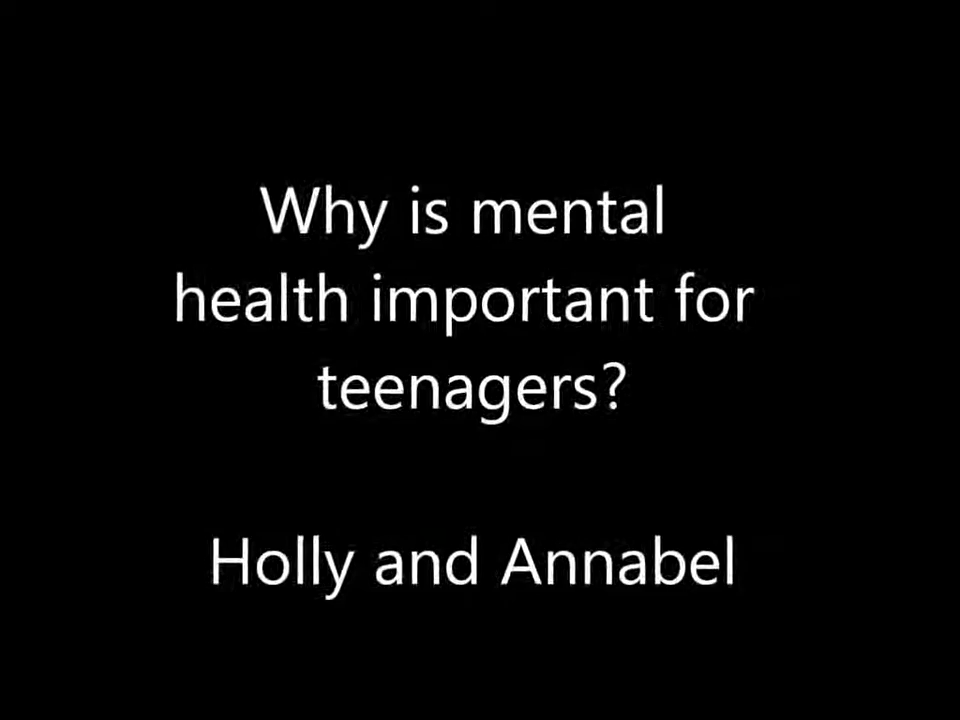 Why is mental
health important for
teenagers?
Holly and Annabel